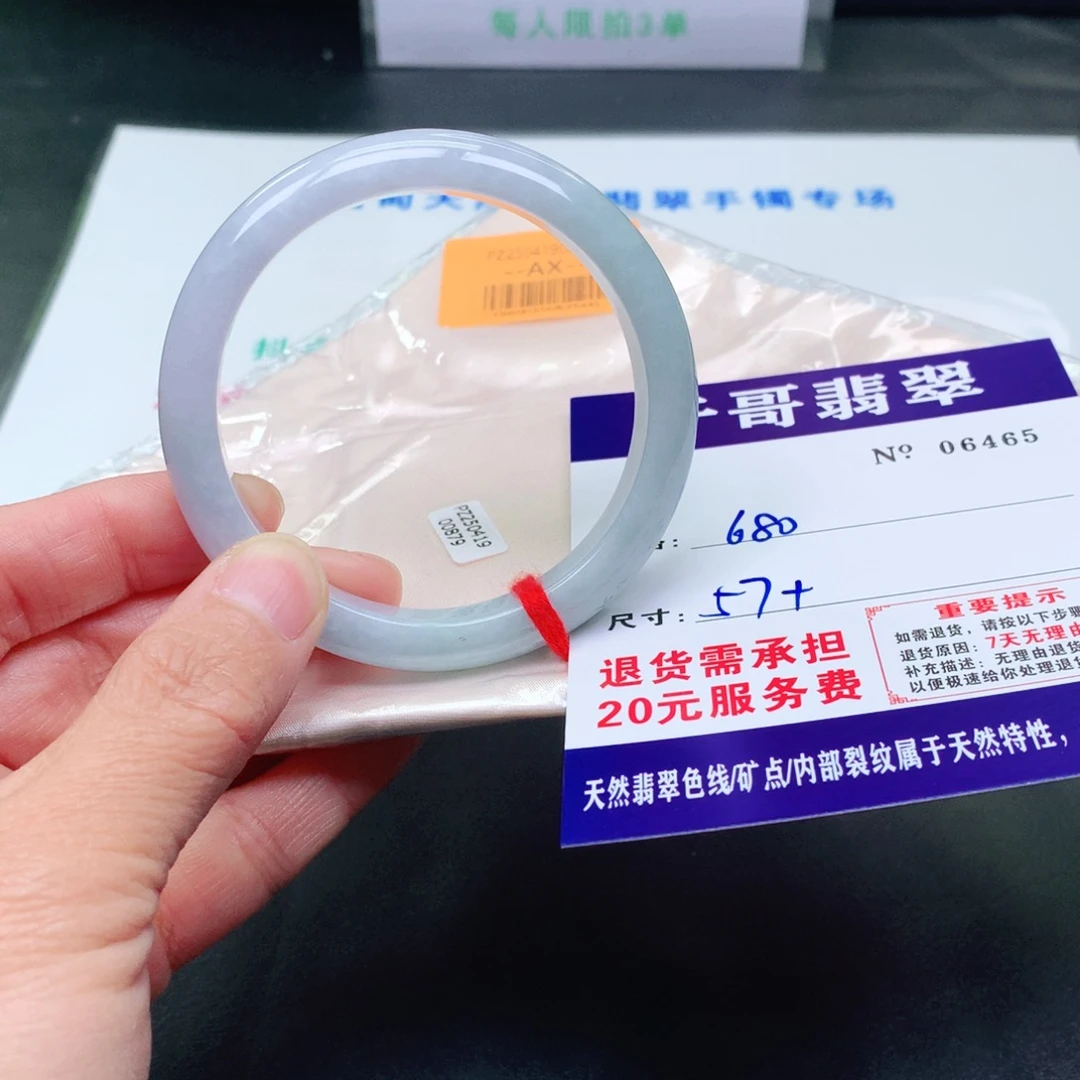 每人限拍3单
翡翠手镯专场
--AX--
PZ250419
00879
哥翡翠
Nº 06465
680
尺寸: 57+
退货需承担
20元服务费
重要提示
如需退货，请按以下步骤
退货原因：7天无理由
补充描述：无理由退货
以便极速给你处理退货
天然翡翠色线/矿点/内部裂纹属于天然特性，